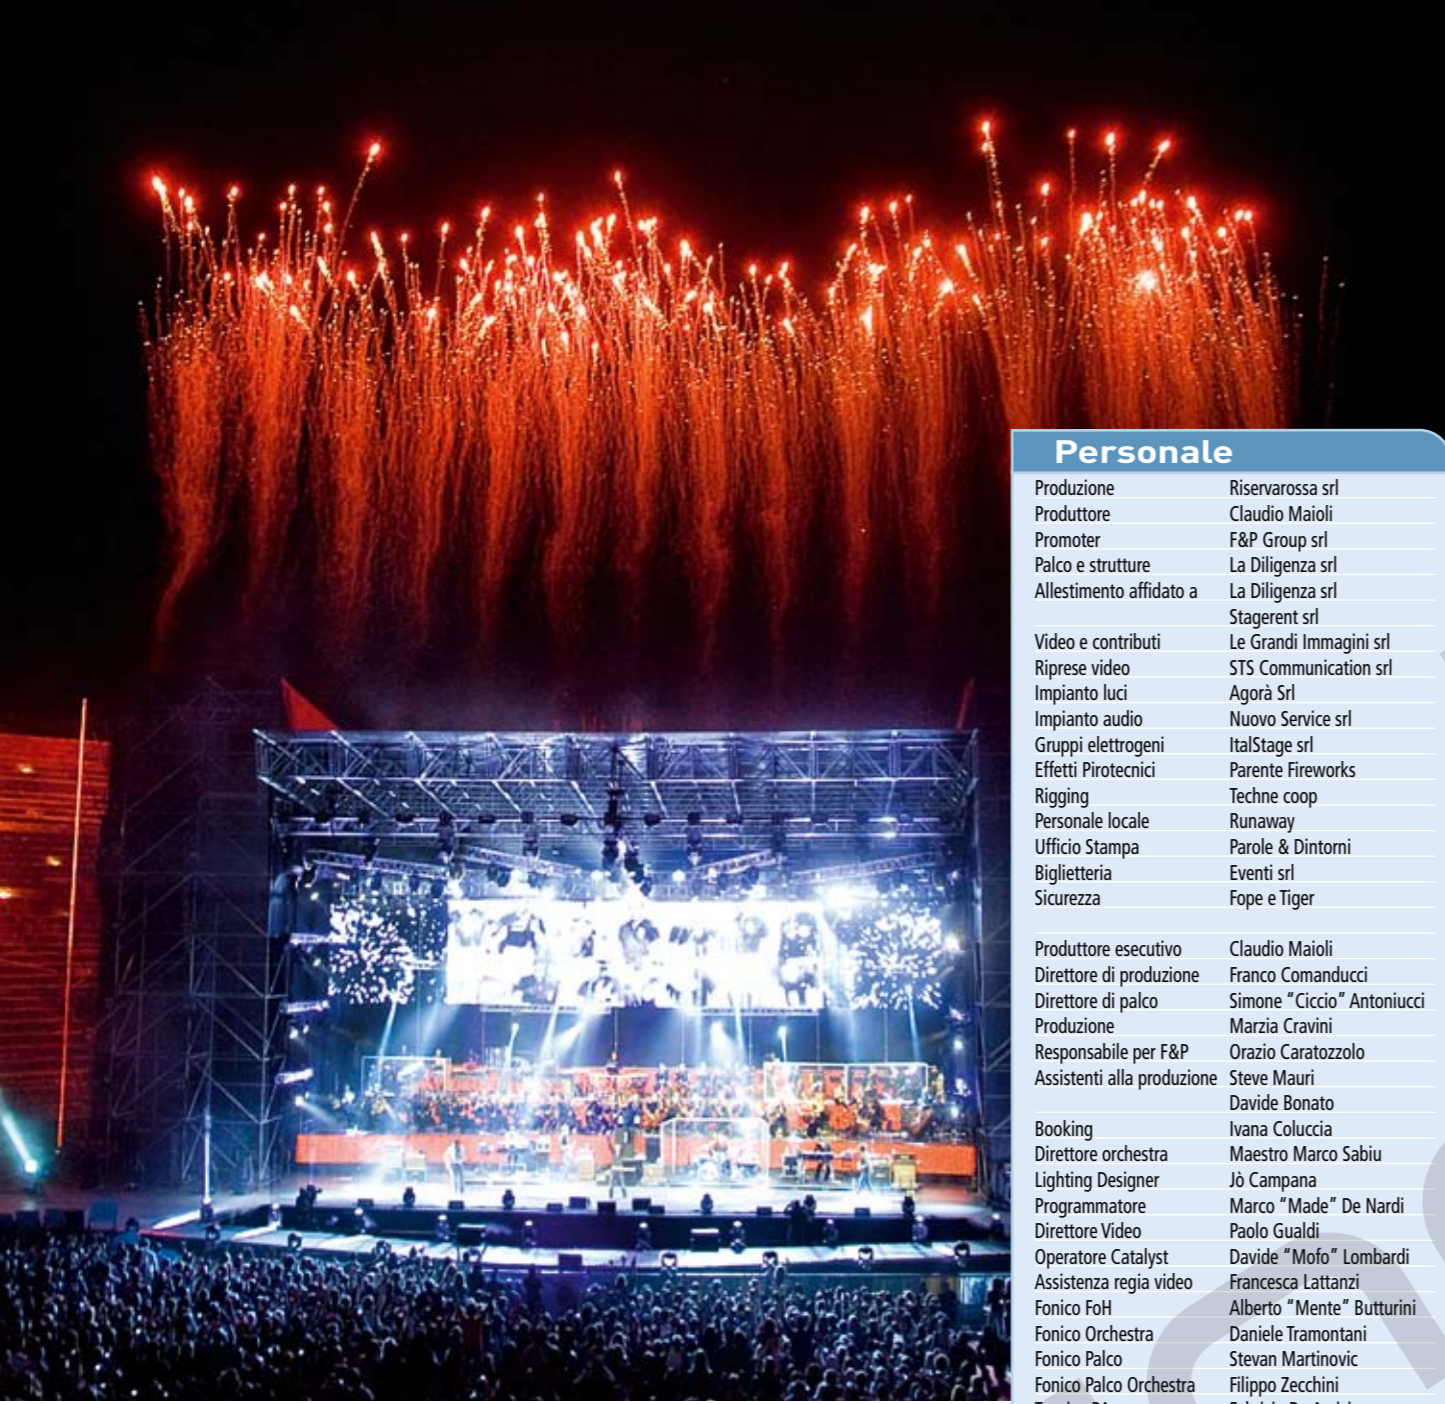 Personale
Produzione Riservarossa srl
Produttore Claudio Maioli
Promoter F&P Group srl
Palco e strutture La Diligenza srl
Allestimento affidato a La Diligenza srl
Stagerent srl
Video e contributi Le Grandi Immagini srl
Riprese video STS Communication srl
Impianto luci Agorà Srl
Impianto audio Nuovo Service srl
Gruppi elettrogeni ItalStage srl
Effetti Pirotecnici Parente Fireworks
Rigging Techne coop
Personale locale Runaway
Ufficio Stampa Parole & Dintorni
Biglietteria Eventi srl
Sicurezza Fope e Tiger
Produttore esecutivo Claudio Maioli
Direttore di produzione Franco Comanducci
Direttore di palco Simone "Ciccio" Antoniucci
Produzione Marzia Cravini
Responsabile per F&P Orazio Caratozzolo
Assistenti alla produzione Steve Mauri
Davide Bonato
Booking Ivana Coluccia
Direttore orchestra Maestro Marco Sabiu
Lighting Designer Jò Campana
Programmatore Marco "Made" De Nardi
Direttore Video Paolo Gualdi
Operatore Catalyst Davide "Mofo" Lombardi
Assistenza regia video Francesca Lattanzi
Fonico FoH Alberto "Mente" Butturini
Fonico Orchestra Daniele Tramontani
Fonico Palco Stevan Martinovic
Fonico Palco Orchestra Filippo Zecchini